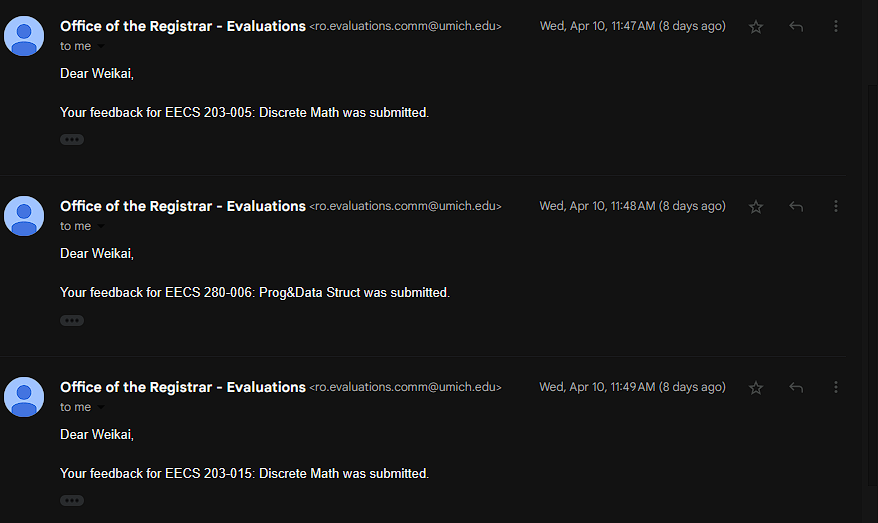 Office of the Registrar - Evaluations <ro.evaluations.comm@umich.edu> Wed, Apr 10, 11:47 AM (8 days ago)
to me
Dear Weikai,
Your feedback for EECS 203-005: Discrete Math was submitted.
Office of the Registrar - Evaluations <ro.evaluations.comm@umich.edu> Wed, Apr 10, 11:48 AM (8 days ago)
to me
Dear Weikai,
Your feedback for EECS 280-006: Prog&Data Struct was submitted.
Office of the Registrar - Evaluations <ro.evaluations.comm@umich.edu> Wed, Apr 10, 11:49 AM (8 days ago)
to me
Dear Weikai,
Your feedback for EECS 203-015: Discrete Math was submitted.